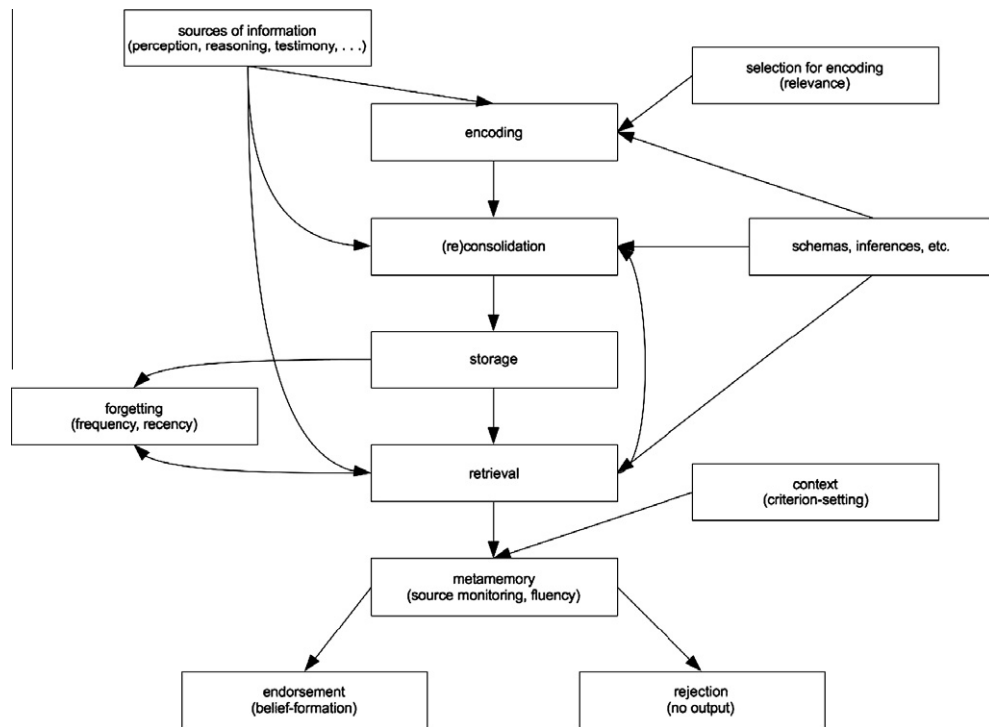 sources of information
(perception, reasoning, testimony, . . .)
selection for encoding
(relevance)
encoding
(re)consolidation
schemas, inferences, etc.
storage
forgetting
(frequency, recency)
retrieval
context
(criterion-setting)
metamemory
(source monitoring, fluency)
endorsement
(belief-formation)
rejection
(no output)